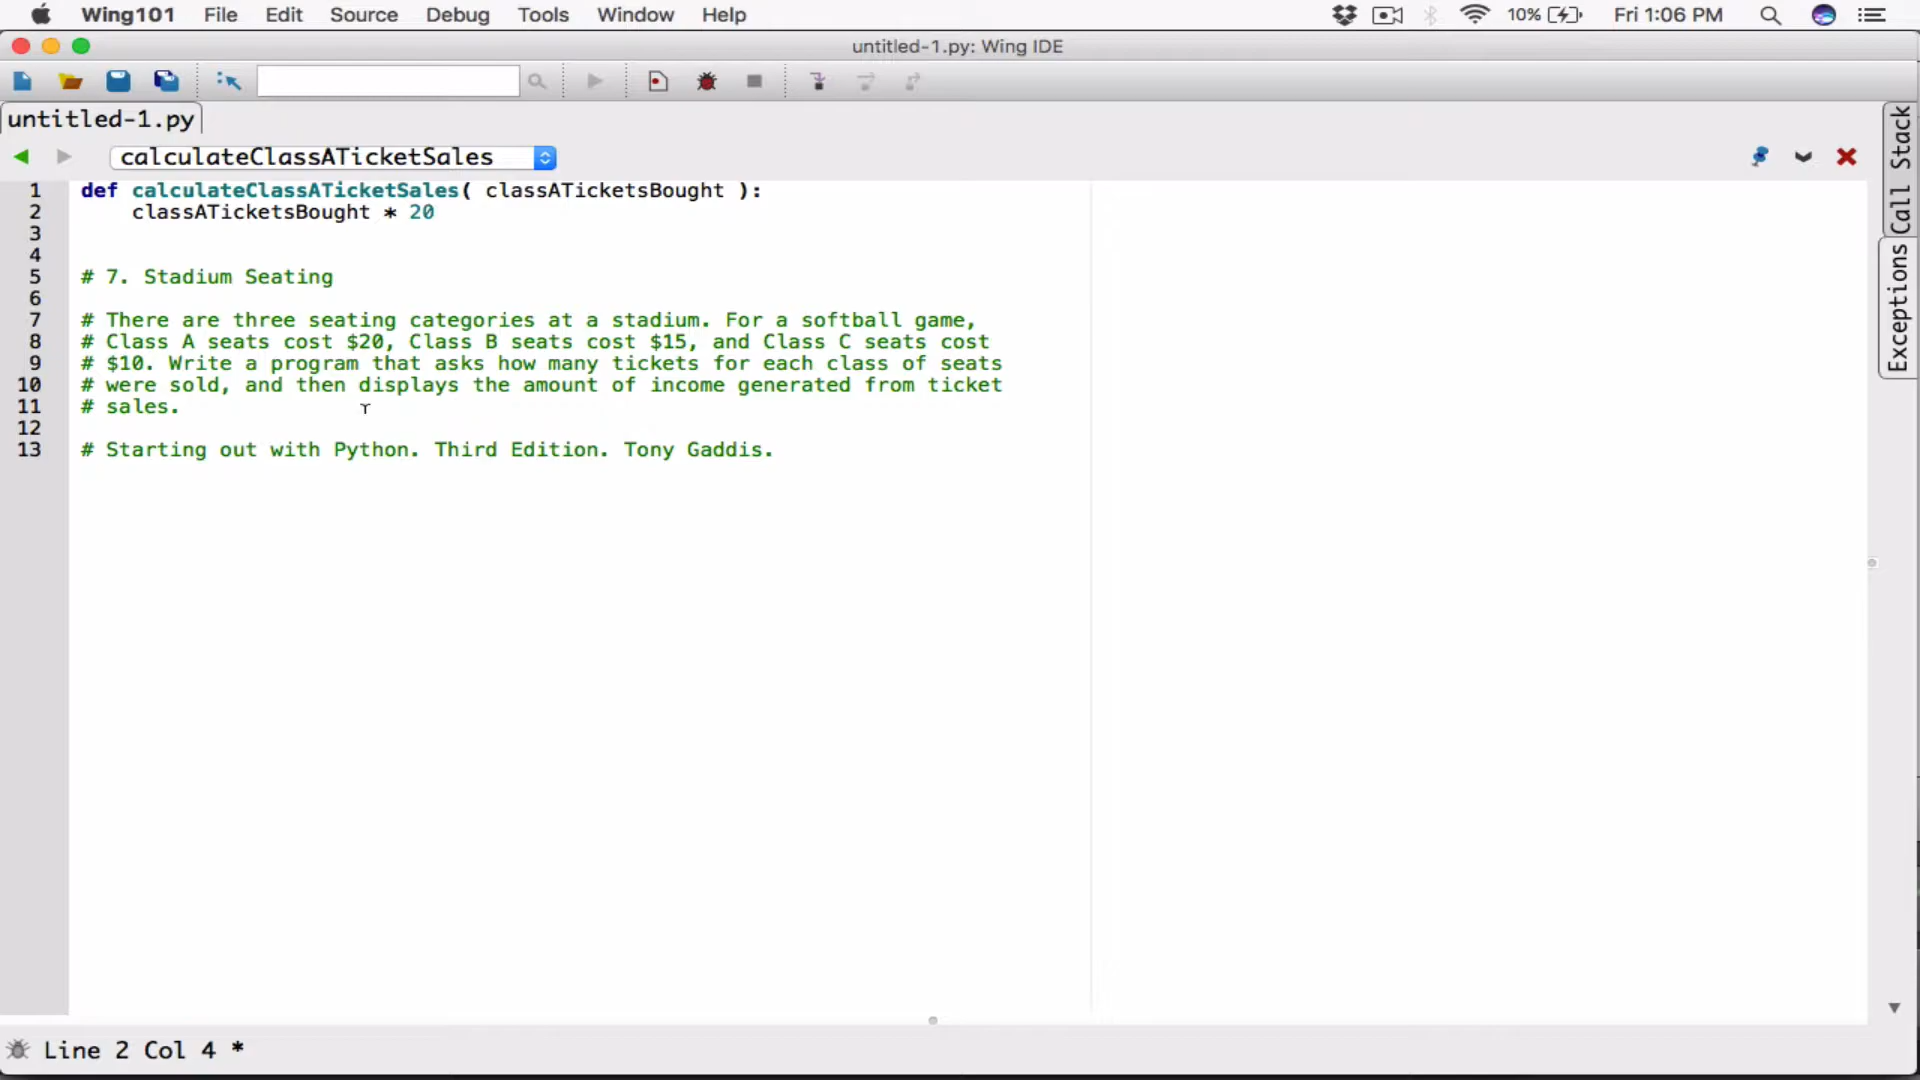 Wing101 File Edit Source Debug Tools Window Help 10% Fri 1:06 PM
untitled-1.py: Wing IDE
untitled-1.py
calculateClassATicketSales
1 def calculateClassATicketSales( classATicketsBought ):
2 classATicketsBought * 20
3
4
5 # 7. Stadium Seating
6
7 # There are three seating categories at a stadium. For a softball game,
8 # Class A seats cost $20, Class B seats cost $15, and Class C seats cost
9 # $10. Write a program that asks how many tickets for each class of seats
10 # were sold, and then displays the amount of income generated from ticket
11 # sales.
12
13 # Starting out with Python. Third Edition. Tony Gaddis.
Call Stack
Exceptions
Line 2 Col 4 *